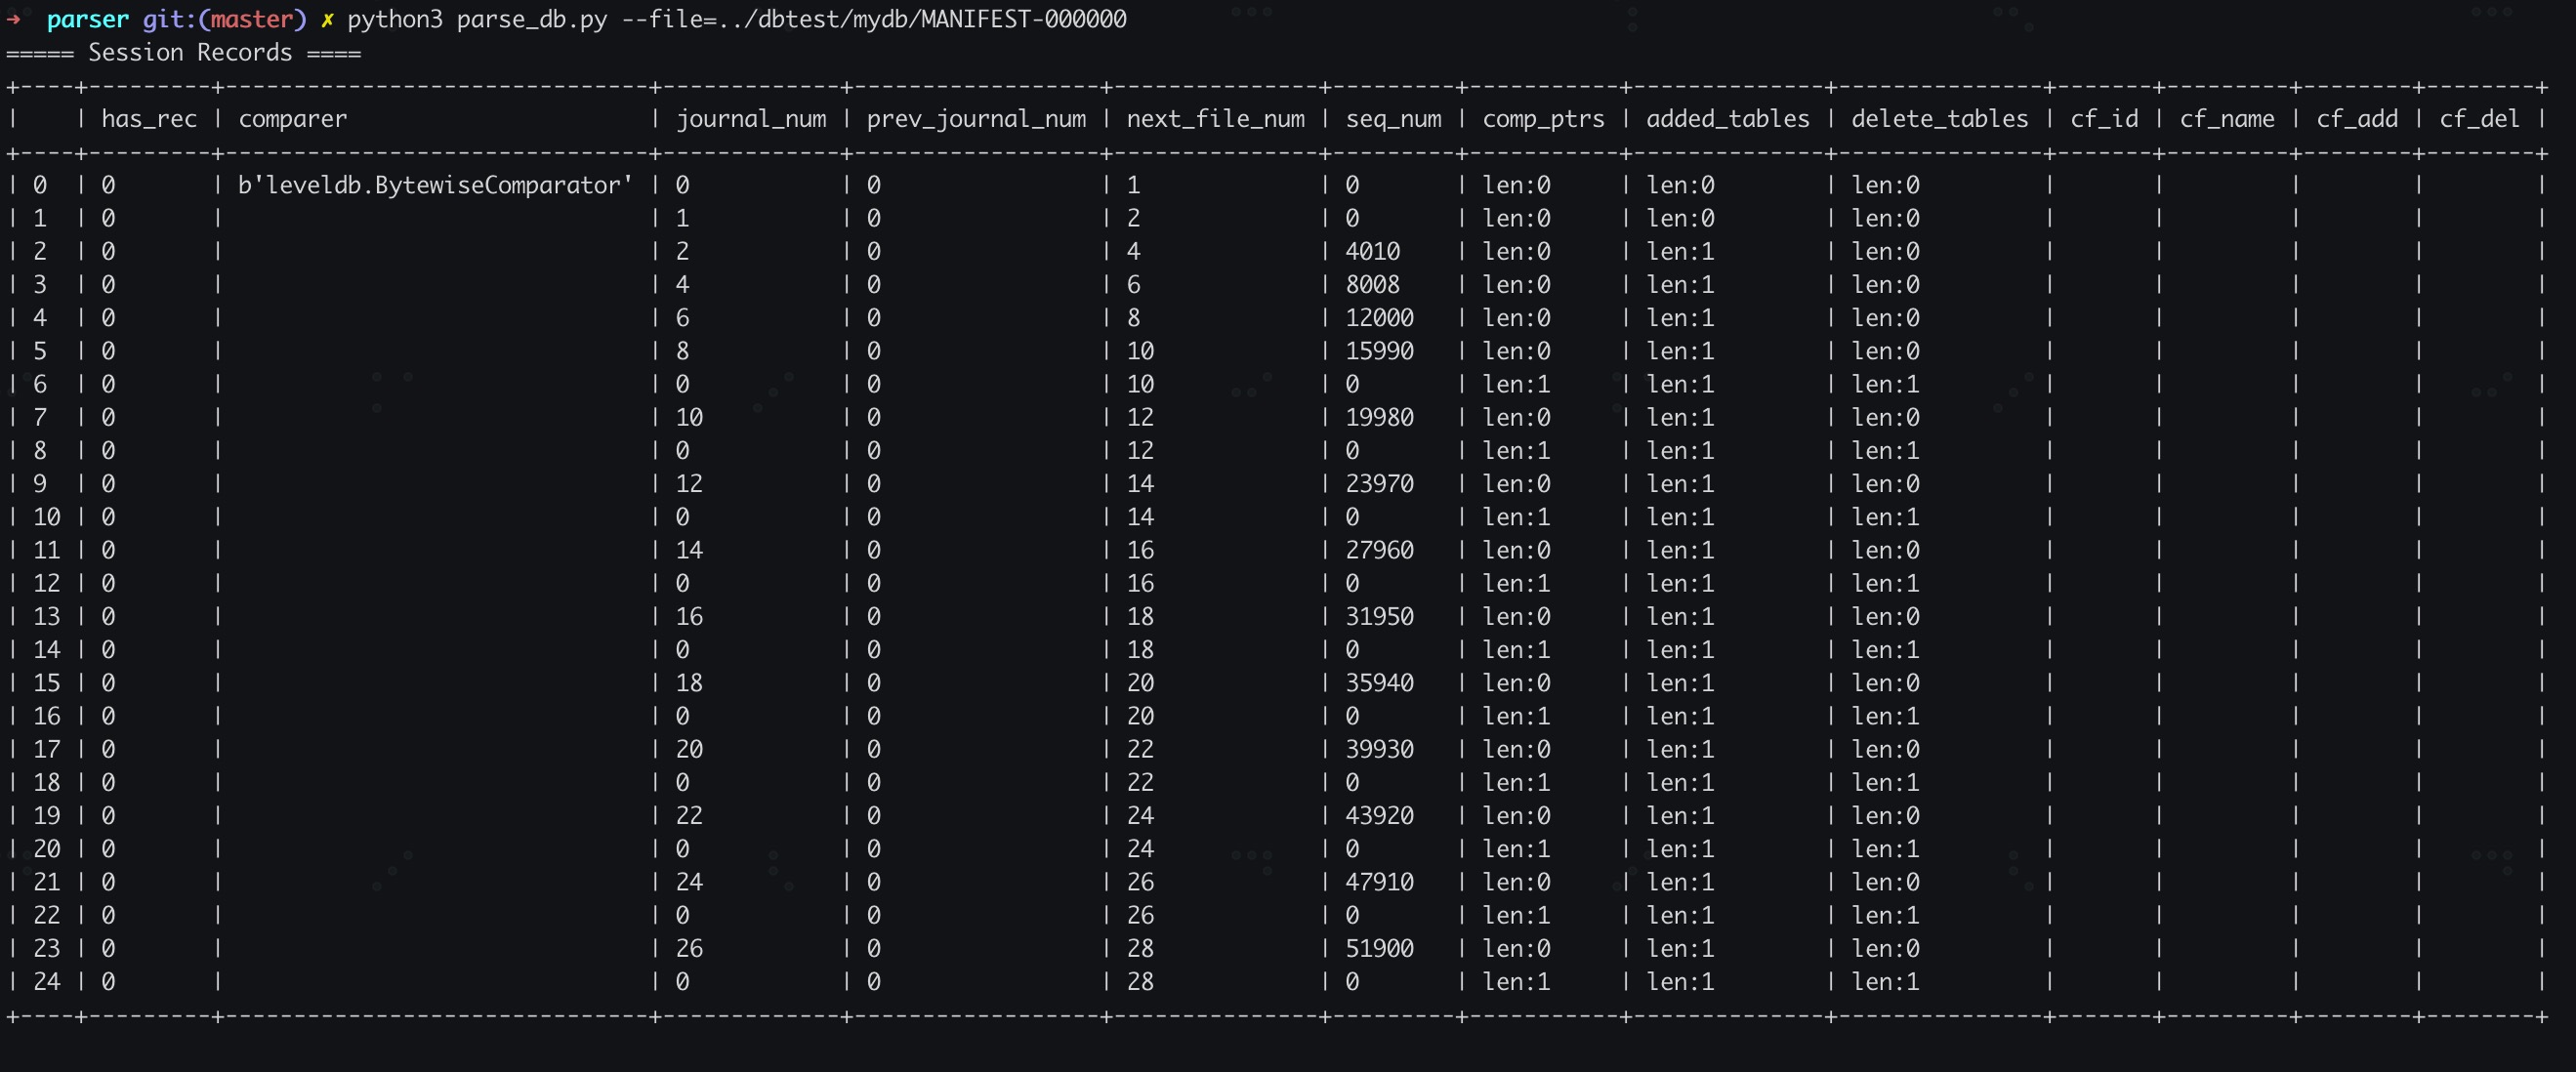 ➜  parser git:(master) ✗ python3 parse_db.py --file=../dbtest/mydb/MANIFEST-000000
===== Session Records ====
+----+---------+-------------------------------+-------------+------------------+---------------+---------+-----------+--------------+---------------+-------+---------+--------+--------+
|    | has_rec | comparer                      | journal_num | prev_journal_num | next_file_num | seq_num | comp_ptrs | added_tables | delete_tables | cf_id | cf_name | cf_add | cf_del |
+----+---------+-------------------------------+-------------+------------------+---------------+---------+-----------+--------------+---------------+-------+---------+--------+--------+
| 0  | 0       | b'leveldb.BytewiseComparator' | 0           | 0                | 1             | 0       | len:0     | len:0        | len:0         |       |         |        |        |
| 1  | 0       |                               | 1           | 0                | 2             | 0       | len:0     | len:0        | len:0         |       |         |        |        |
| 2  | 0       |                               | 2           | 0                | 4             | 4010    | len:0     | len:1        | len:0         |       |         |        |        |
| 3  | 0       |                               | 4           | 0                | 6             | 8008    | len:0     | len:1        | len:0         |       |         |        |        |
| 4  | 0       |                               | 6           | 0                | 8             | 12000   | len:0     | len:1        | len:0         |       |         |        |        |
| 5  | 0       |                               | 8           | 0                | 10            | 15990   | len:0     | len:1        | len:0         |       |         |        |        |
| 6  | 0       |                               | 0           | 0                | 10            | 0       | len:1     | len:1        | len:1         |       |         |        |        |
| 7  | 0       |                               | 10          | 0                | 12            | 19980   | len:0     | len:1        | len:0         |       |         |        |        |
| 8  | 0       |                               | 0           | 0                | 12            | 0       | len:1     | len:1        | len:1         |       |         |        |        |
| 9  | 0       |                               | 12          | 0                | 14            | 23970   | len:0     | len:1        | len:0         |       |         |        |        |
| 10 | 0       |                               | 0           | 0                | 14            | 0       | len:1     | len:1        | len:1         |       |         |        |        |
| 11 | 0       |                               | 14          | 0                | 16            | 27960   | len:0     | len:1        | len:0         |       |         |        |        |
| 12 | 0       |                               | 0           | 0                | 16            | 0       | len:1     | len:1        | len:1         |       |         |        |        |
| 13 | 0       |                               | 16          | 0                | 18            | 31950   | len:0     | len:1        | len:0         |       |         |        |        |
| 14 | 0       |                               | 0           | 0                | 18            | 0       | len:1     | len:1        | len:1         |       |         |        |        |
| 15 | 0       |                               | 18          | 0                | 20            | 35940   | len:0     | len:1        | len:0         |       |         |        |        |
| 16 | 0       |                               | 0           | 0                | 20            | 0       | len:1     | len:1        | len:1         |       |         |        |        |
| 17 | 0       |                               | 20          | 0                | 22            | 39930   | len:0     | len:1        | len:0         |       |         |        |        |
| 18 | 0       |                               | 0           | 0                | 22            | 0       | len:1     | len:1        | len:1         |       |         |        |        |
| 19 | 0       |                               | 22          | 0                | 24            | 43920   | len:0     | len:1        | len:0         |       |         |        |        |
| 20 | 0       |                               | 0           | 0                | 24            | 0       | len:1     | len:1        | len:1         |       |         |        |        |
| 21 | 0       |                               | 24          | 0                | 26            | 47910   | len:0     | len:1        | len:0         |       |         |        |        |
| 22 | 0       |                               | 0           | 0                | 26            | 0       | len:1     | len:1        | len:1         |       |         |        |        |
| 23 | 0       |                               | 26          | 0                | 28            | 51900   | len:0     | len:1        | len:0         |       |         |        |        |
| 24 | 0       |                               | 0           | 0                | 28            | 0       | len:1     | len:1        | len:1         |       |         |        |        |
+----+---------+-------------------------------+-------------+------------------+---------------+---------+-----------+--------------+---------------+-------+---------+--------+--------+